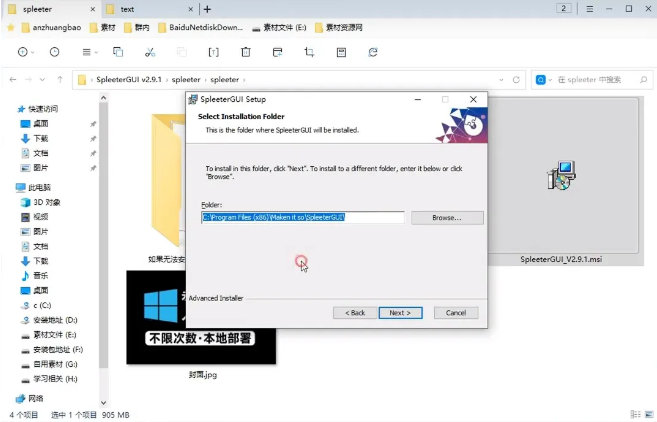 spleeter
text
2
anzhuangbao
素材
群内
BaiduNetdiskDown...
素材文件 (E:)
素材资源网
SpleeterGUI v2.9.1 › spleeter › spleeter ›
在 spleeter 中搜索
快速访问
桌面
下载
文档
图片
此电脑
3D 对象
视频
图片
文档
下载
音乐
桌面
c (C:)
安装地址 (D:)
素材文件 (E:)
安装包地址 (F:)
自用素材 (G:)
学习相关 (H:)
网络
SpleeterGUI Setup
Select Installation Folder
This is the folder where SpleeterGUI will be installed.
To install in this folder, click "Next". To install to a different folder, enter it below or click
"Browse".
Folder:
C:\Program Files (x86)\Maken it so\SpleeterGUI\
Browse...
Advanced Installer
< Back
Next >
Cancel
如果无法安
不限次数·本地部署
封面.jpg
SpleeterGUI_V2.9.1.msi
4 个项目
选中 1 个项目 905 MB